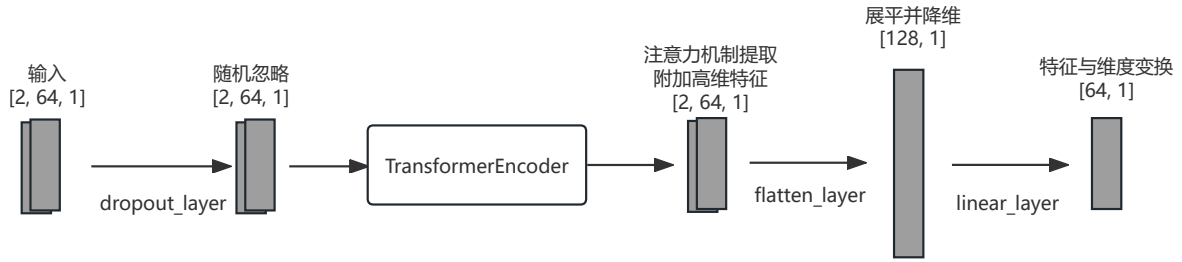 输入
[2, 64, 1]
dropout_layer
随机忽略
[2, 64, 1]
TransformerEncoder
注意力机制提取
附加高维特征
[2, 64, 1]
flatten_layer
展平并降维
[128, 1]
linear_layer
特征与维度变换
[64, 1]